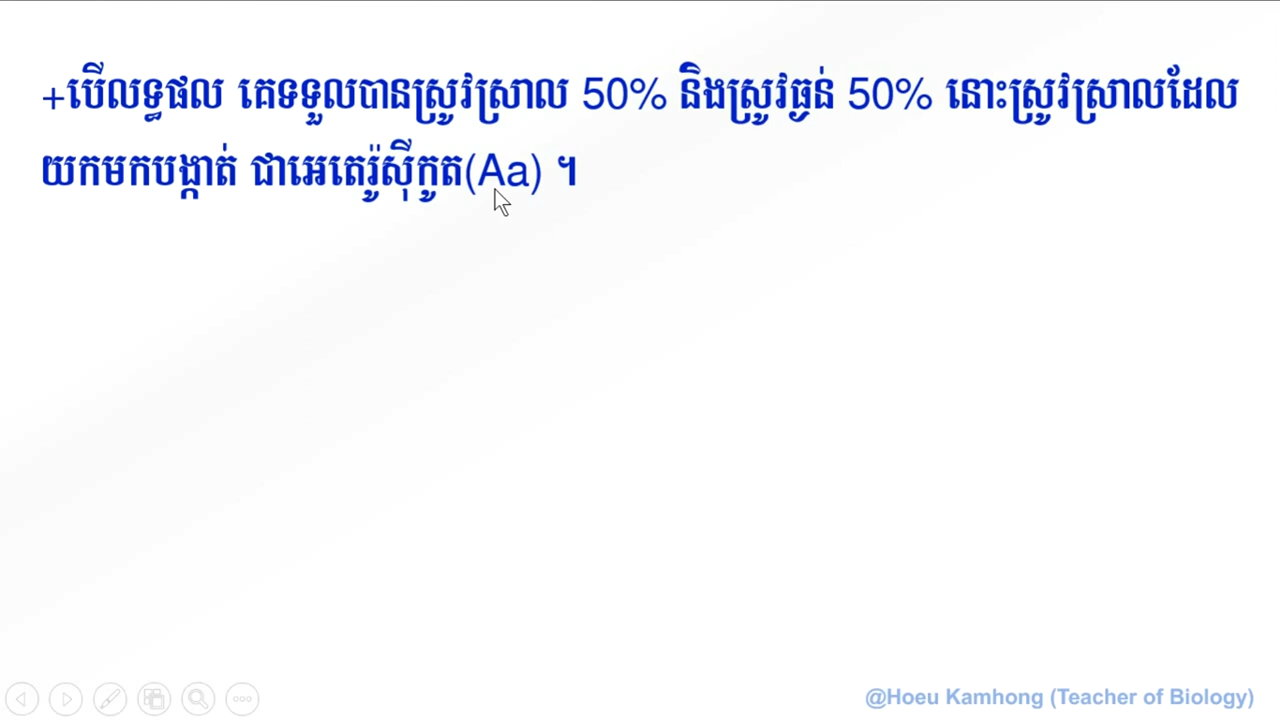 +បើលទ្ធផល គេទទួលបានស្រូវស្រាល 50% និងស្រូវធ្ងន់ 50% នោះស្រូវស្រាលដែល
យកមកបង្កាត់ ជាអេតេរ៉ូស៊ីកូត(Aa) ។
@Hoeu Kamhong (Teacher of Biology)